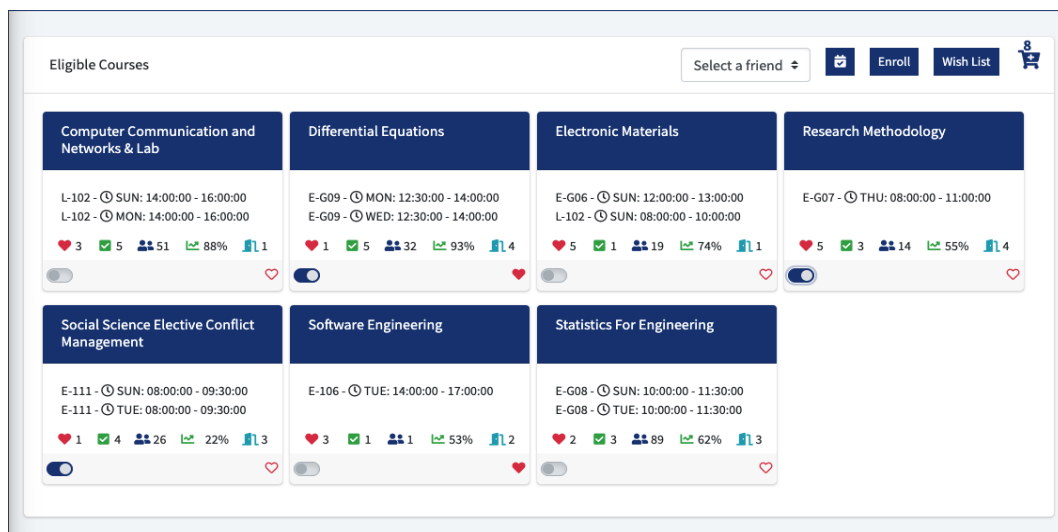 8
Eligible Courses
Select a friend
Enroll
Wish List
Computer Communication and
Networks & Lab
L-102 - SUN: 14:00:00 - 16:00:00
L-102 - MON: 14:00:00 - 16:00:00
3 5 51 88% 1
Differential Equations
E-G09 - MON: 12:30:00 - 14:00:00
E-G09 - WED: 12:30:00 - 14:00:00
1 5 32 93% 4
Electronic Materials
E-G06 - SUN: 12:00:00 - 13:00:00
L-102 - SUN: 08:00:00 - 10:00:00
5 1 19 74% 1
Research Methodology
E-G07 - THU: 08:00:00 - 11:00:00
5 3 14 55% 4
Social Science Elective Conflict
Management
E-111 - SUN: 08:00:00 - 09:30:00
E-111 - TUE: 08:00:00 - 09:30:00
1 4 26 22% 3
Software Engineering
E-106 - TUE: 14:00:00 - 17:00:00
3 1 1 53% 2
Statistics For Engineering
E-G08 - SUN: 10:00:00 - 11:30:00
E-G08 - TUE: 10:00:00 - 11:30:00
2 3 89 62% 3